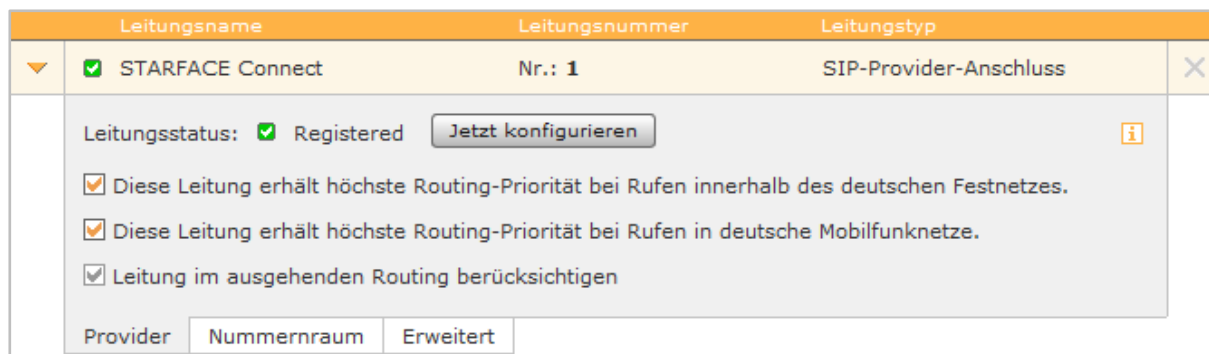 Leitungsname Leitungsnummer Leitungstyp
STARFACE Connect Nr.: 1 SIP-Provider-Anschluss
Leitungsstatus: Registered Jetzt konfigurieren
Diese Leitung erhält höchste Routing-Priorität bei Rufen innerhalb des deutschen Festnetzes.
Diese Leitung erhält höchste Routing-Priorität bei Rufen in deutsche Mobilfunknetze.
Leitung im ausgehenden Routing berücksichtigen
Provider Nummernraum Erweitert